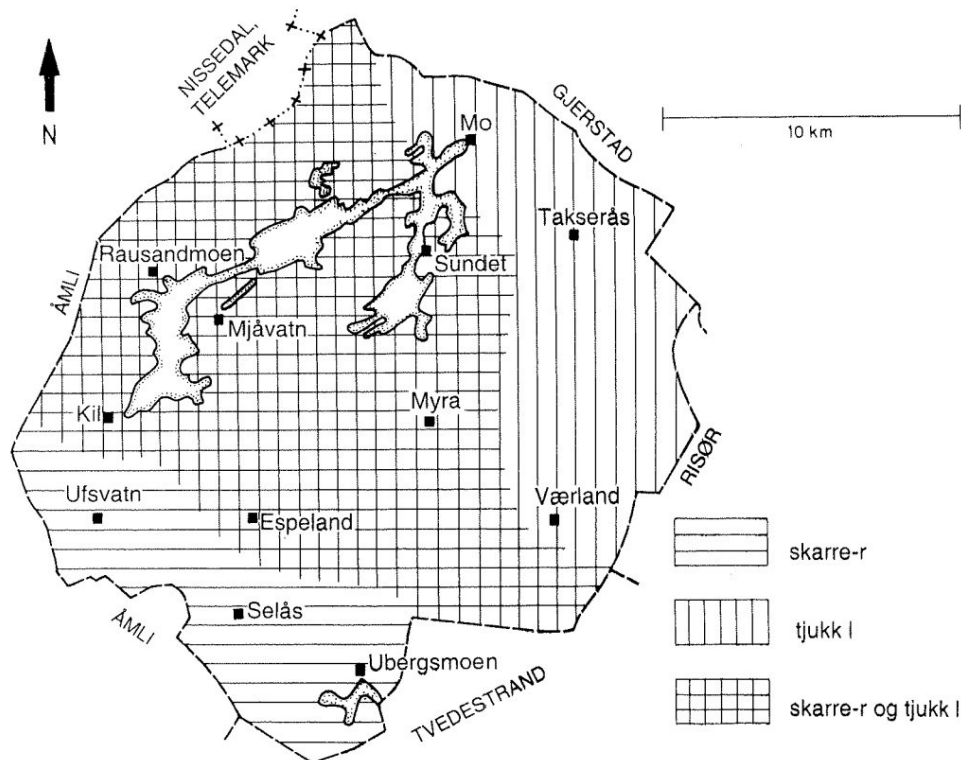 NISSEDAL,
TELEMARK
N
Mo
GJERSTAD
10 km
Takserås
Rausandmoen
Sundet
ÅMLI
Mjåvatn
Kil
Myra
RISØR
Ufsvatn
Espeland
Værland
skarre-r
Selås
ÅMLI
tjukk l
Ubergsmoen
TVEDESTRAND
skarre-r og tjukk l